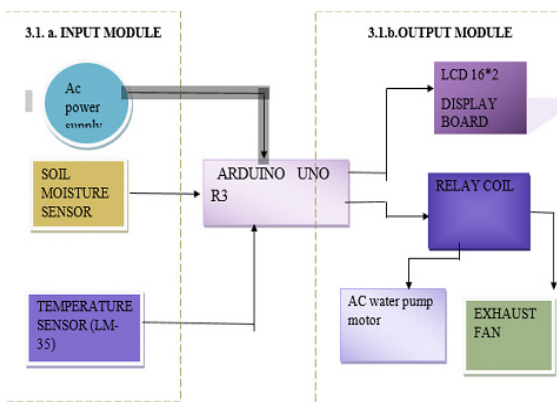 3.1. a. INPUT MODULE
3.1.b.OUTPUT MODULE
Ac
power
supply
SOIL
MOISTURE
SENSOR
TEMPERATURE
SENSOR (LM-
35)
ARDUINO UNO
R3
LCD 16*2
DISPLAY
BOARD
RELAY COIL
AC water pump
motor
EXHAUST
FAN